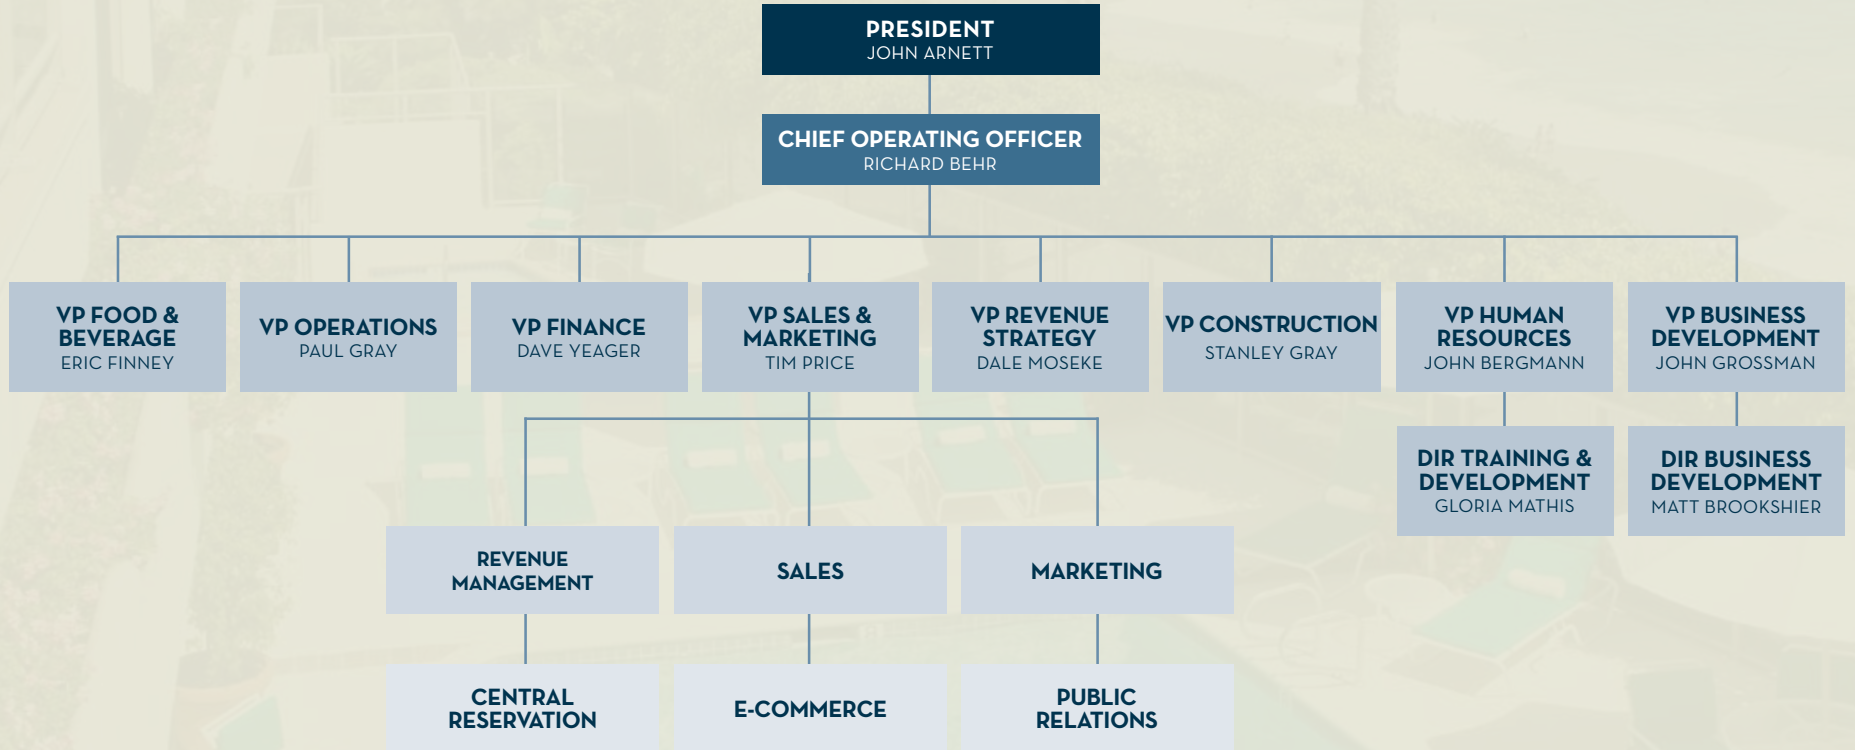 PRESIDENT
JOHN ARNETT
CHIEF OPERATING OFFICER
RICHARD BEHR
VP FOOD &
BEVERAGE
ERIC FINNEY
VP OPERATIONS
PAUL GRAY
VP FINANCE
DAVE YEAGER
VP SALES &
MARKETING
TIM PRICE
VP REVENUE
STRATEGY
DALE MOSEKE
VP CONSTRUCTION
STANLEY GRAY
VP HUMAN
RESOURCES
JOHN BERGMANN
VP BUSINESS
DEVELOPMENT
JOHN GROSSMAN
DIR TRAINING &
DEVELOPMENT
GLORIA MATHIS
DIR BUSINESS
DEVELOPMENT
MATT BROOKSHIER
REVENUE
MANAGEMENT
SALES
MARKETING
CENTRAL
RESERVATION
E-COMMERCE
PUBLIC
RELATIONS